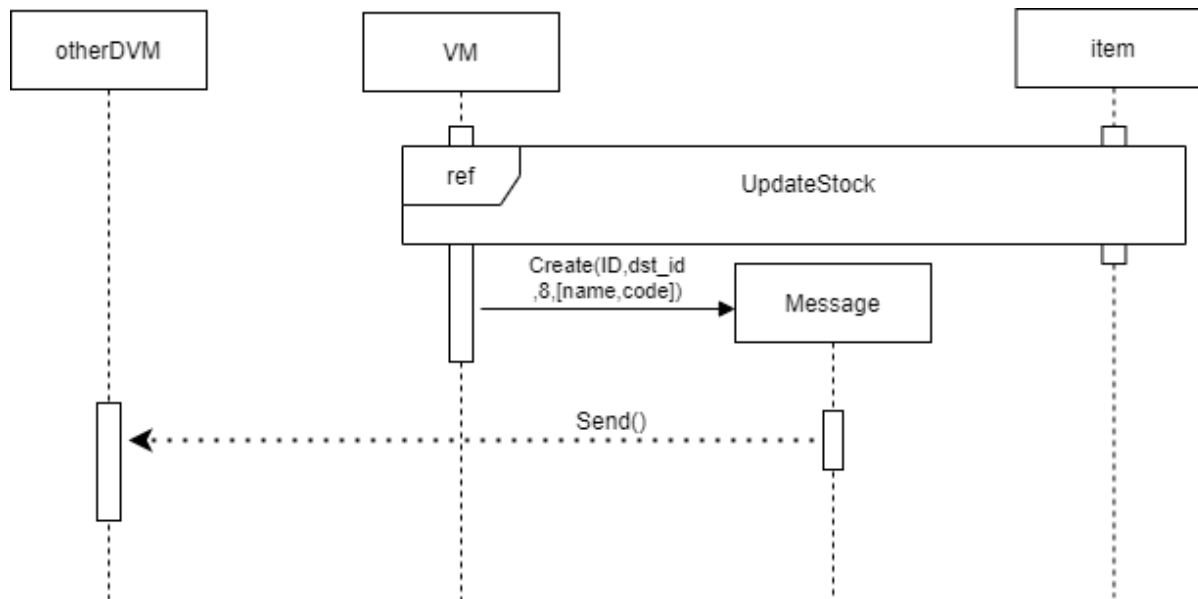 otherDVM
VM
item
ref
UpdateStock
Create(ID,dst_id
,8,[name,code])
Message
Send()